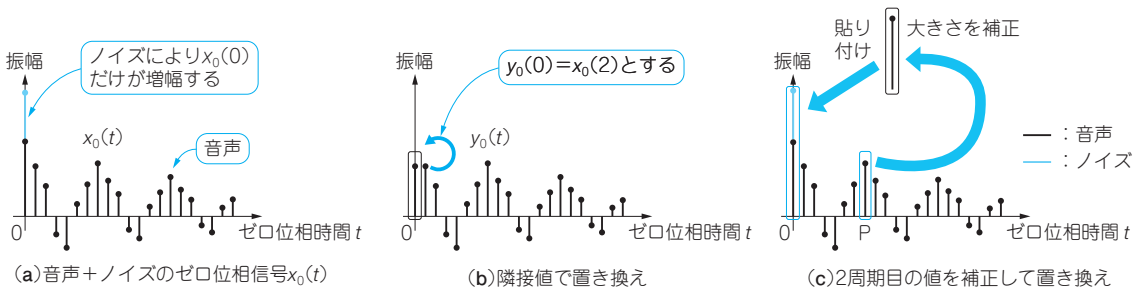 振幅
ノイズによりx₀(0)
だけが増幅する
x₀(t)
音声
0
ゼロ位相時間 t
(a)音声+ノイズのゼロ位相信号x₀(t)
振幅
y₀(0)=x₀(2)とする
y₀(t)
0
ゼロ位相時間 t
(b)隣接値で置き換え
振幅
貼り
付け
大きさを補正
:音声
:ノイズ
0
P
ゼロ位相時間 t
(c)2周期目の値を補正して置き換え